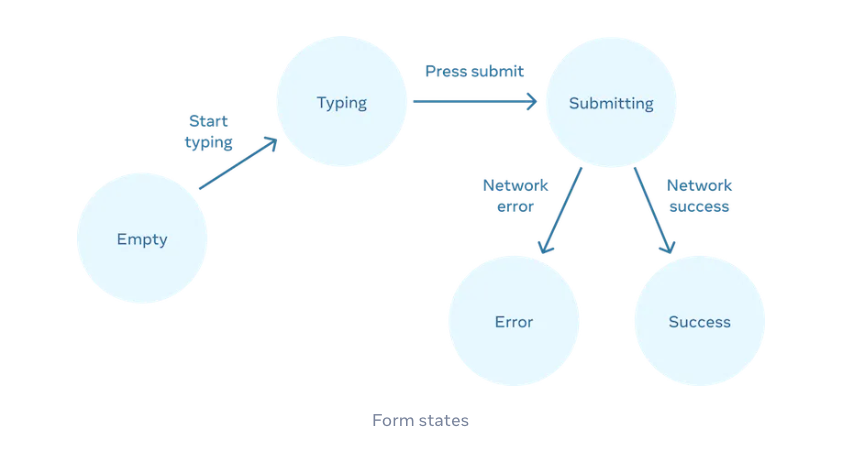 Press submit
Typing
Submitting
Start
typing
Network
error
Network
success
Empty
Error
Success
Form states